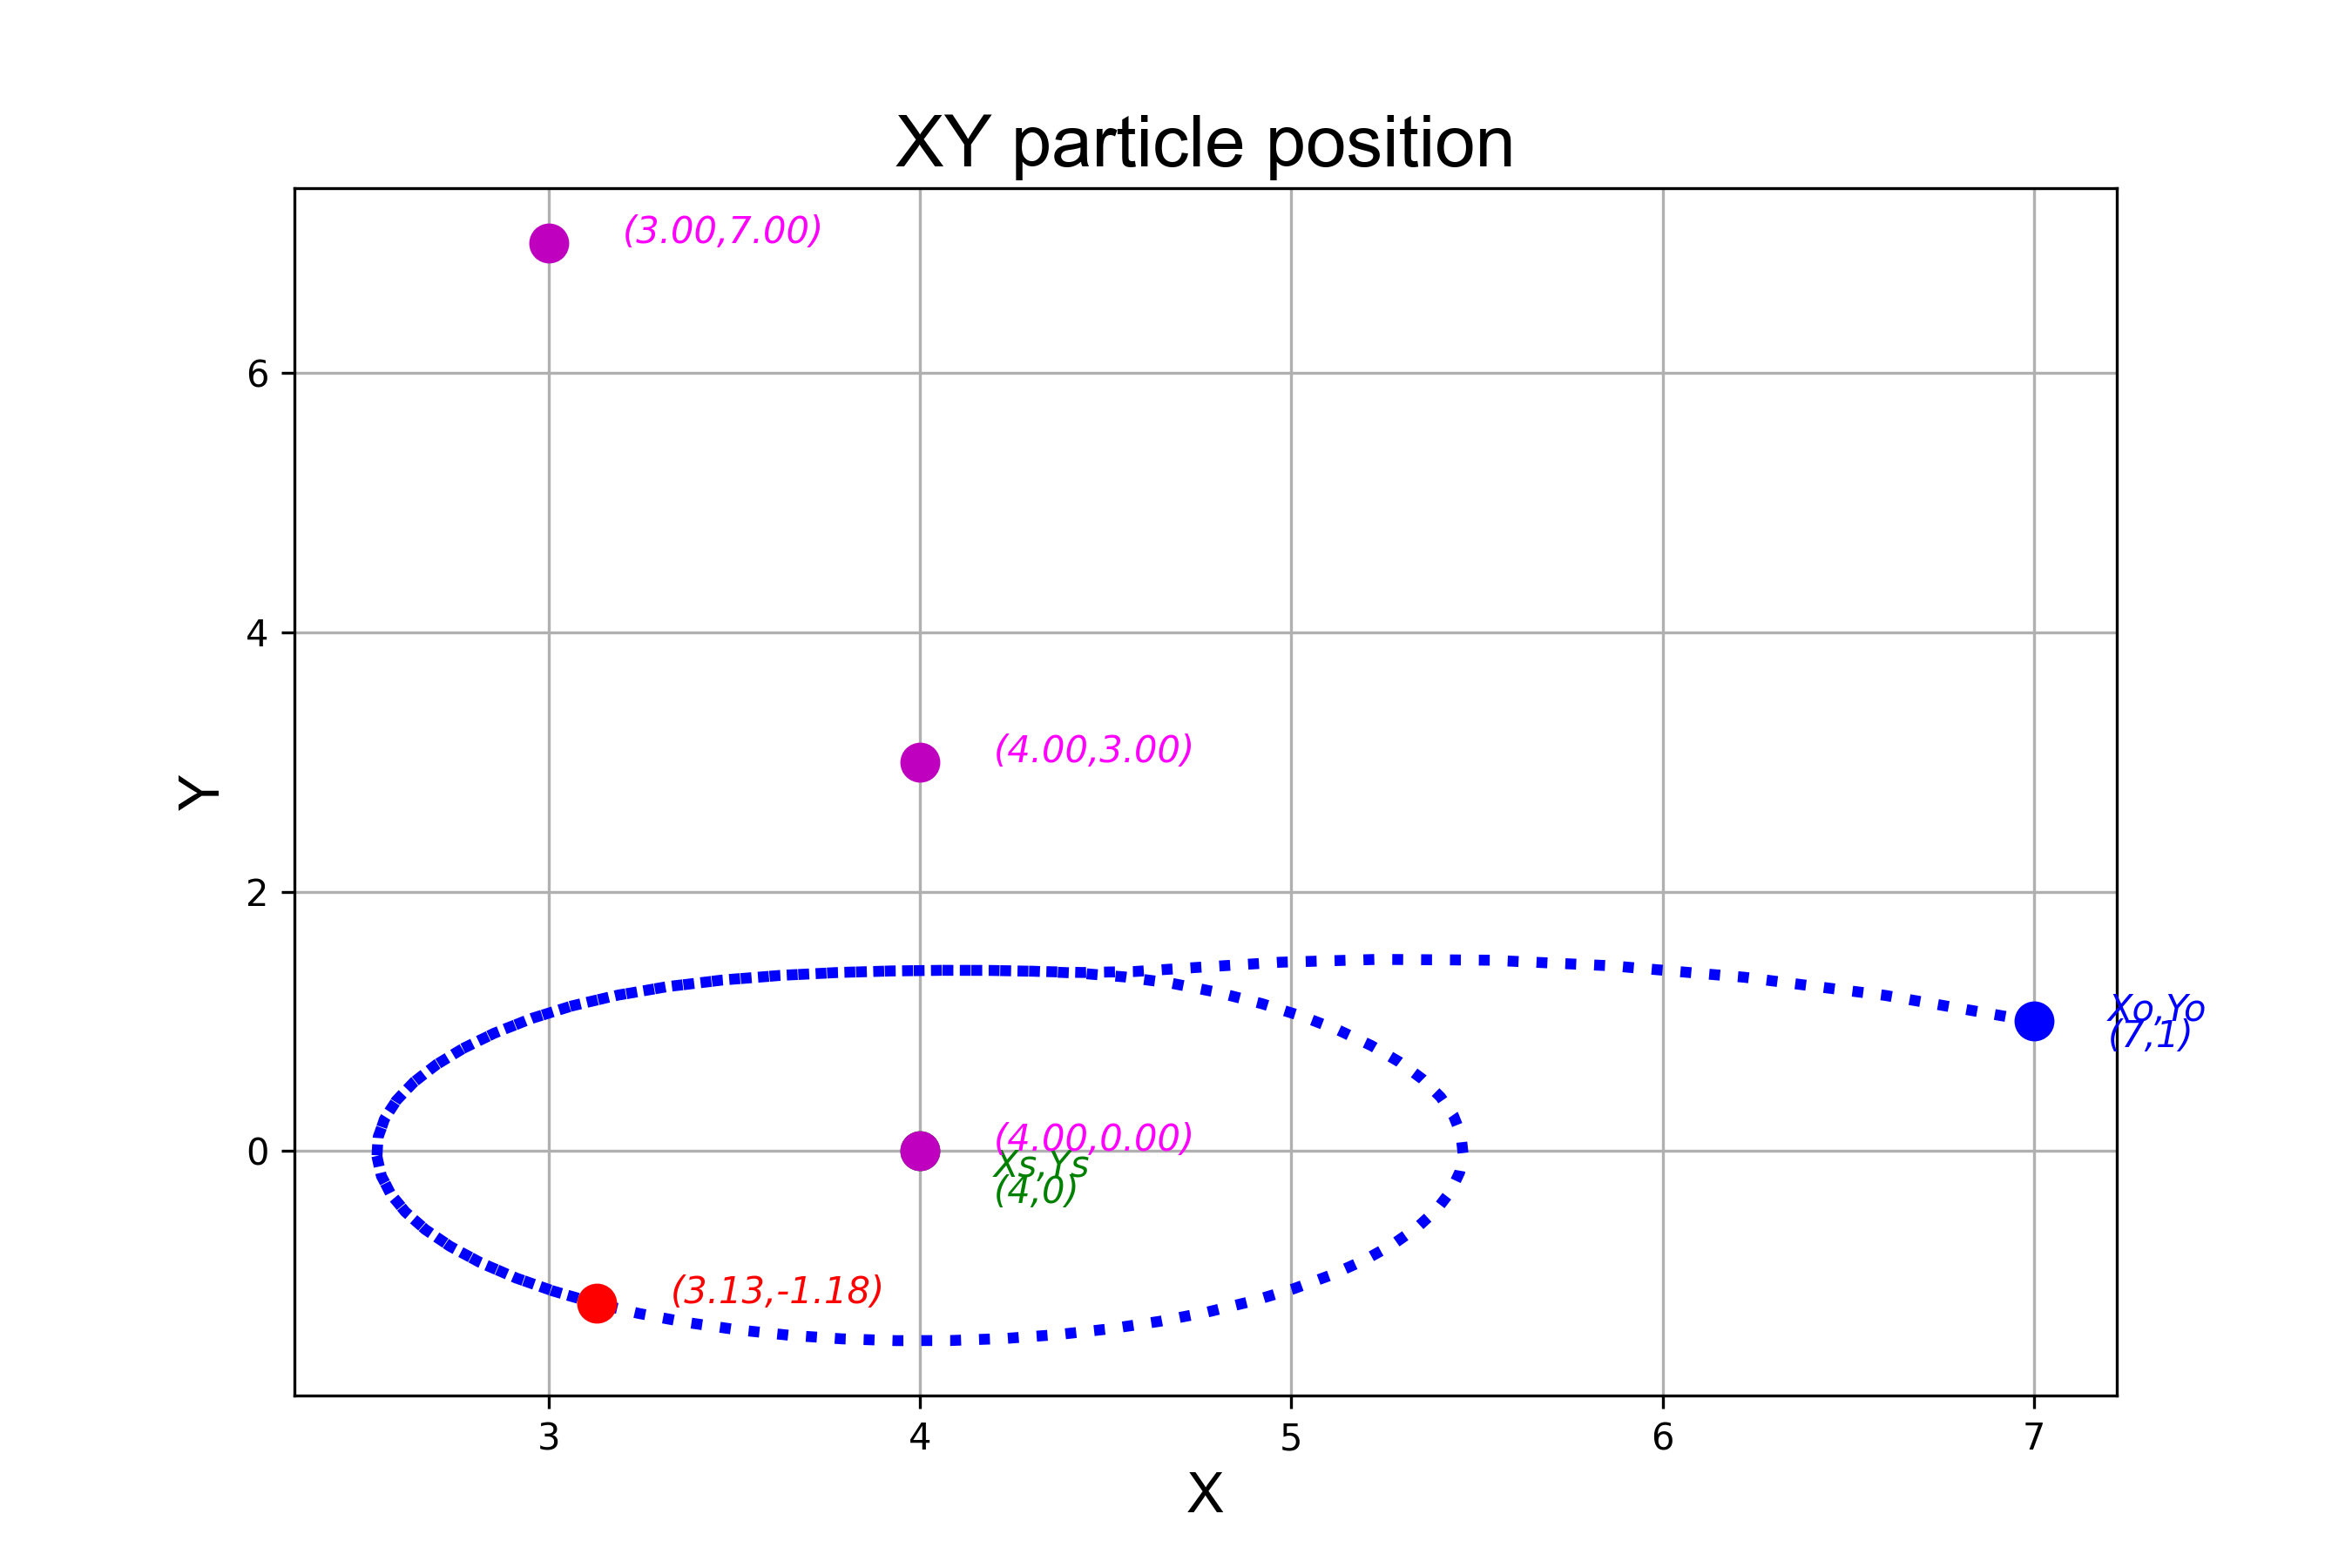 XY particle position
(3.00,7.00)
6
4
(4.00,3.00)
Y
2
Xo,Yo
(7,1)
(4.00,0.00)
0
Xs,Ys
(4,0)
(3.13,-1.18)
3 4 5 6 7
X